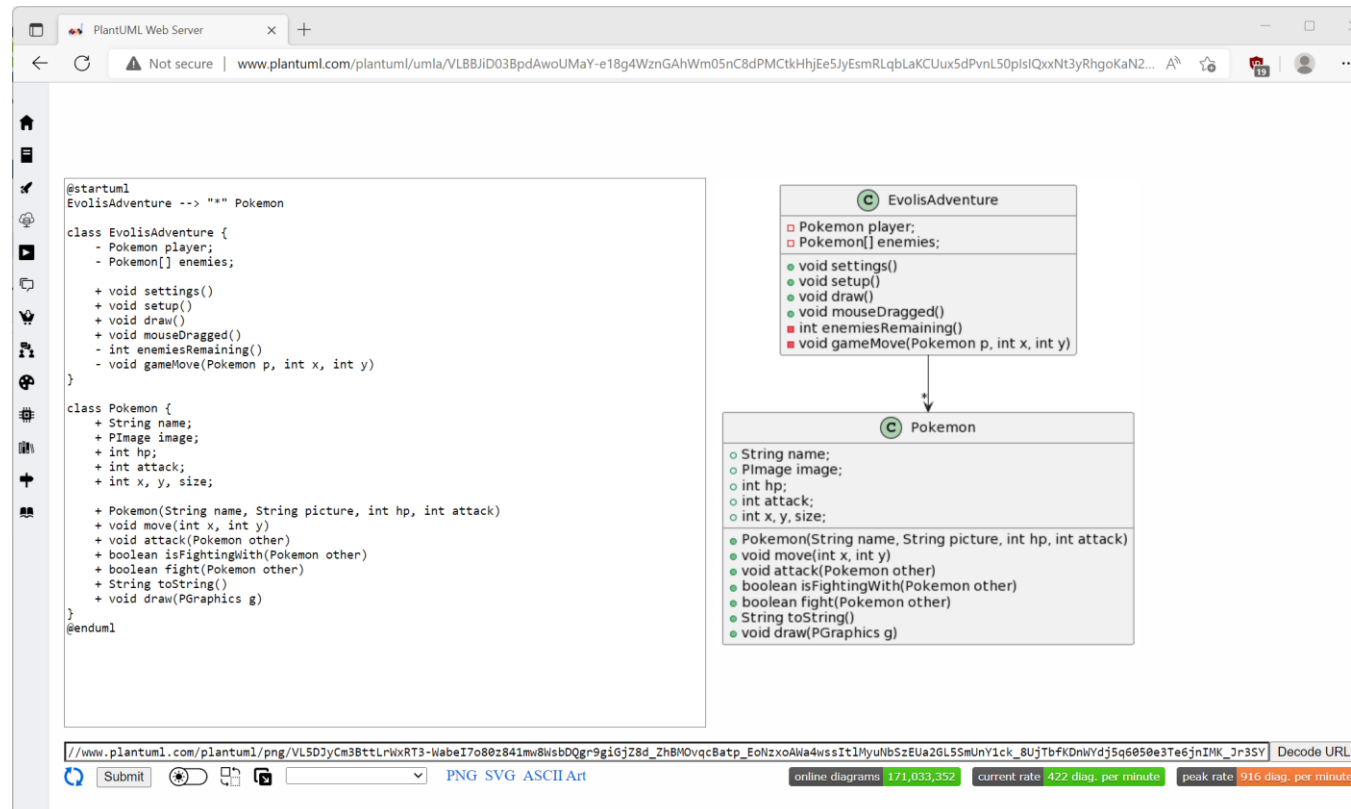 PlantUML Web Server
Not secure | www.plantuml.com/plantuml/umla/VLBBJiD03BpdAwoUMaY-e18g4WznGAhWm05nC8dPMCtkHhjEe5JyEsmRLqbLaKCUux5dPvnL50pIsIQxxNt3yRhgoKaN2...
19
@startuml
EvolisAdventure --> "*" Pokemon
class EvolisAdventure {
- Pokemon player;
- Pokemon[] enemies;
+ void settings()
+ void setup()
+ void draw()
+ void mouseDragged()
- int enemiesRemaining()
- void gameMove(Pokemon p, int x, int y)
}
class Pokemon {
+ String name;
+ PImage image;
+ int hp;
+ int attack;
+ int x, y, size;
+ Pokemon(String name, String picture, int hp, int attack)
+ void move(int x, int y)
+ void attack(Pokemon other)
+ boolean isFightingWith(Pokemon other)
+ boolean fight(Pokemon other)
+ String toString()
+ void draw(PGraphics g)
}
@enduml
C EvolisAdventure
Pokemon player;
Pokemon[] enemies;
void settings()
void setup()
void draw()
void mouseDragged()
int enemiesRemaining()
void gameMove(Pokemon p, int x, int y)
*
C Pokemon
String name;
PImage image;
int hp;
int attack;
int x, y, size;
Pokemon(String name, String picture, int hp, int attack)
void move(int x, int y)
void attack(Pokemon other)
boolean isFightingWith(Pokemon other)
boolean fight(Pokemon other)
String toString()
void draw(PGraphics g)
//www.plantuml.com/plantuml/png/VL5DJyCm3BttLrWxRT3-WabeI7o80z841mw8WsbDQgr9giGjZ8d_ZhBMOvqcBatp_EoNzxoAWa4wssItlMyuNbSzEUa2GL5SmUnY1ck_8UjTbfKDnWYdj5q6050e3Te6jnIMK_Jr3SY Decode URL
Submit PNG SVG ASCII Art online diagrams 171,033,352 current rate 422 diag. per minute peak rate 916 diag. per minute